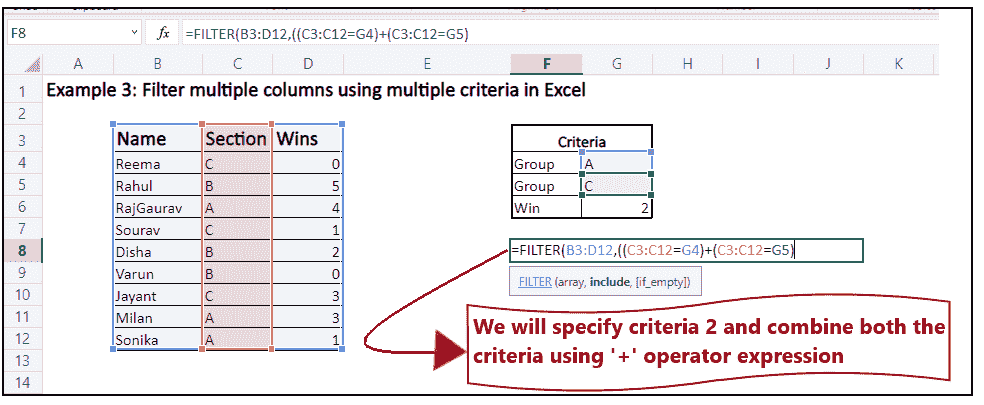 F8 fx =FILTER(B3:D12,((C3:C12=G4)+(C3:C12=G5)
A B C D E F G H I J K
1 Example 3: Filter multiple columns using multiple criteria in Excel
2
3 Name Section Wins Criteria
4 Reema C 0 Group A
5 Rahul B 5 Group C
6 RajGaurav A 4 Win 2
7 Sourav C 1
8 Disha B 2 =FILTER(B3:D12,((C3:C12=G4)+(C3:C12=G5)
9 Varun B 0 FILTER (array, include, [if_empty])
10 Jayant C 3
11 Milan A 3 We will specify criteria 2 and combine both the
12 Sonika A 1 criteria using '+' operator expression
13
14